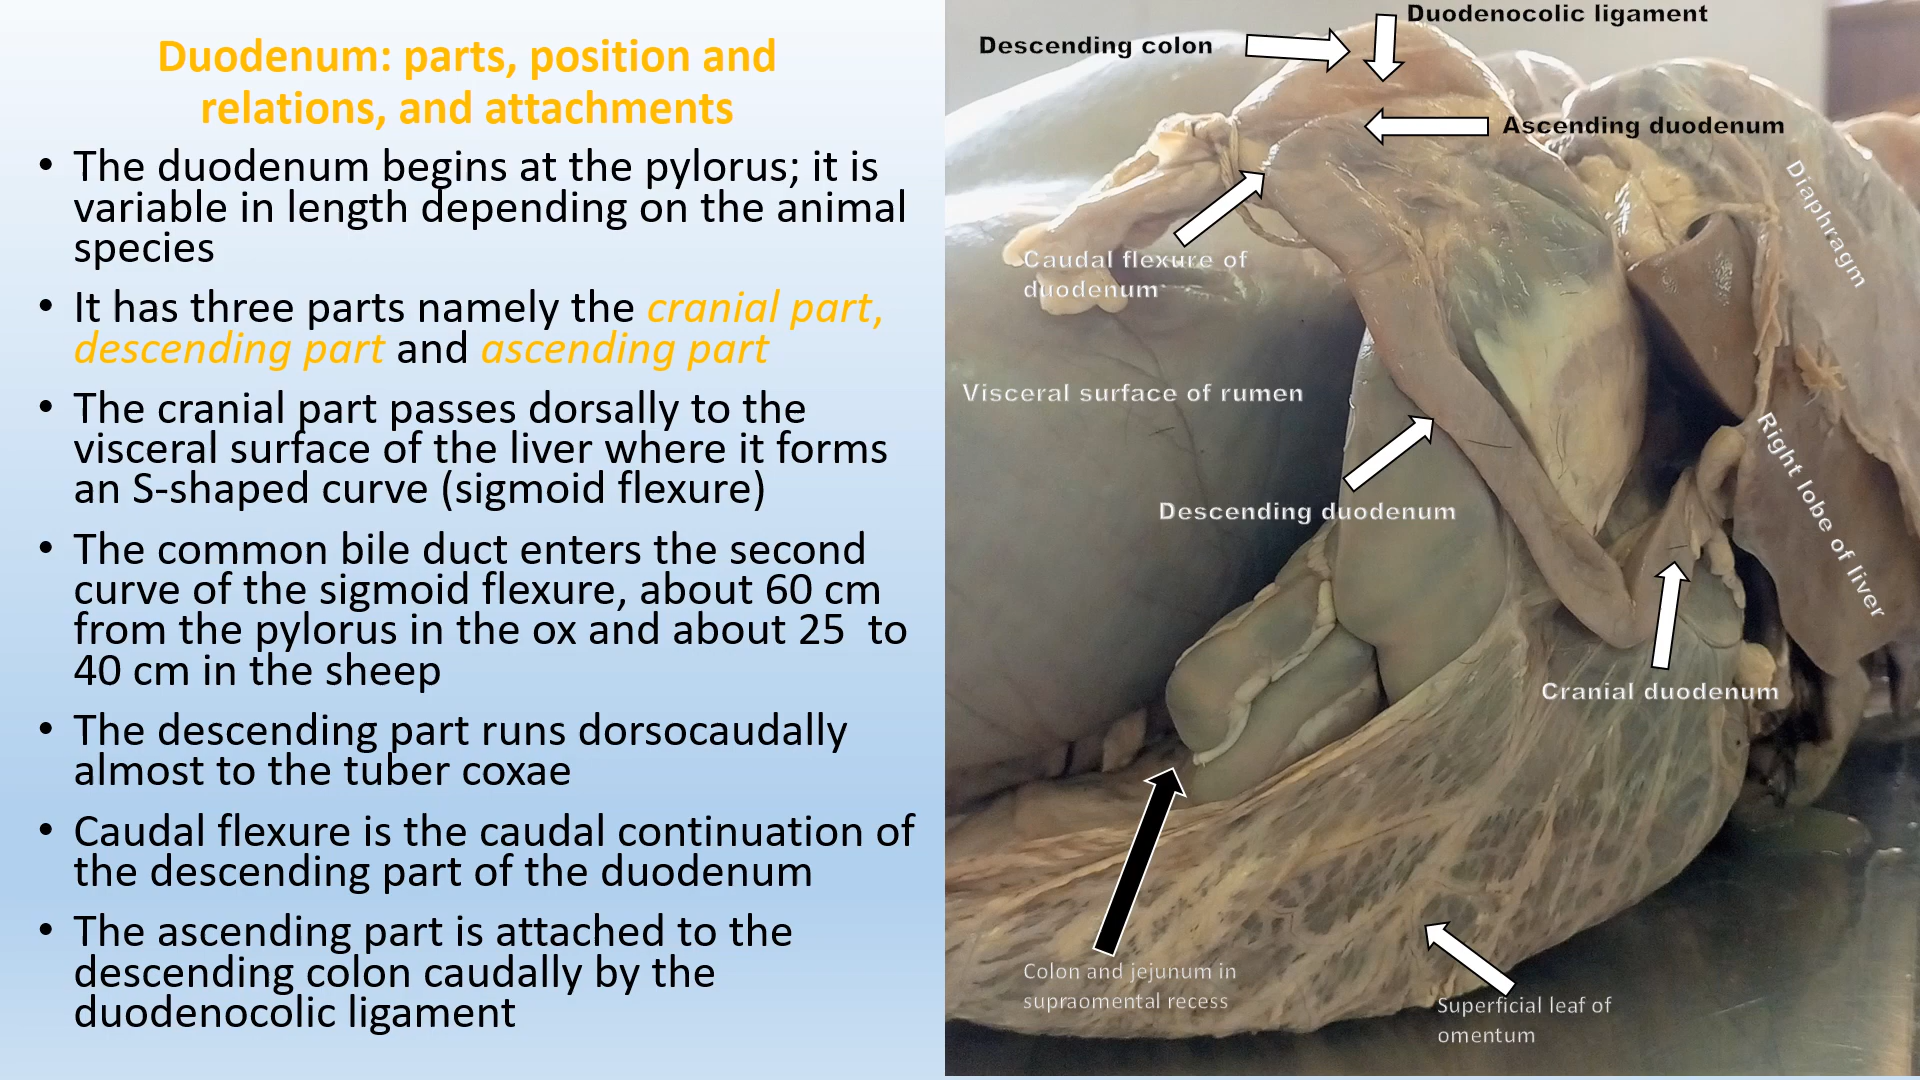 Duodenum: parts, position and
relations, and attachments
• The duodenum begins at the pylorus; it is
variable in length depending on the animal
species
• It has three parts namely the cranial part,
descending part and ascending part
• The cranial part passes dorsally to the
visceral surface of the liver where it forms
an S-shaped curve (sigmoid flexure)
• The common bile duct enters the second
curve of the sigmoid flexure, about 60 cm
from the pylorus in the ox and about 25  to
40 cm in the sheep
• The descending part runs dorsocaudally
almost to the tuber coxae
• Caudal flexure is the caudal continuation of
the descending part of the duodenum
• The ascending part is attached to the
descending colon caudally by the
duodenocolic ligament
Duodenocolic ligament
Descending colon
Ascending duodenum
Diaphragm
Caudal flexure of
duodenum
Visceral surface of rumen
Right lobe of liver
Descending duodenum
Cranial duodenum
Colon and jejunum in
supraomental recess
Superficial leaf of
omentum